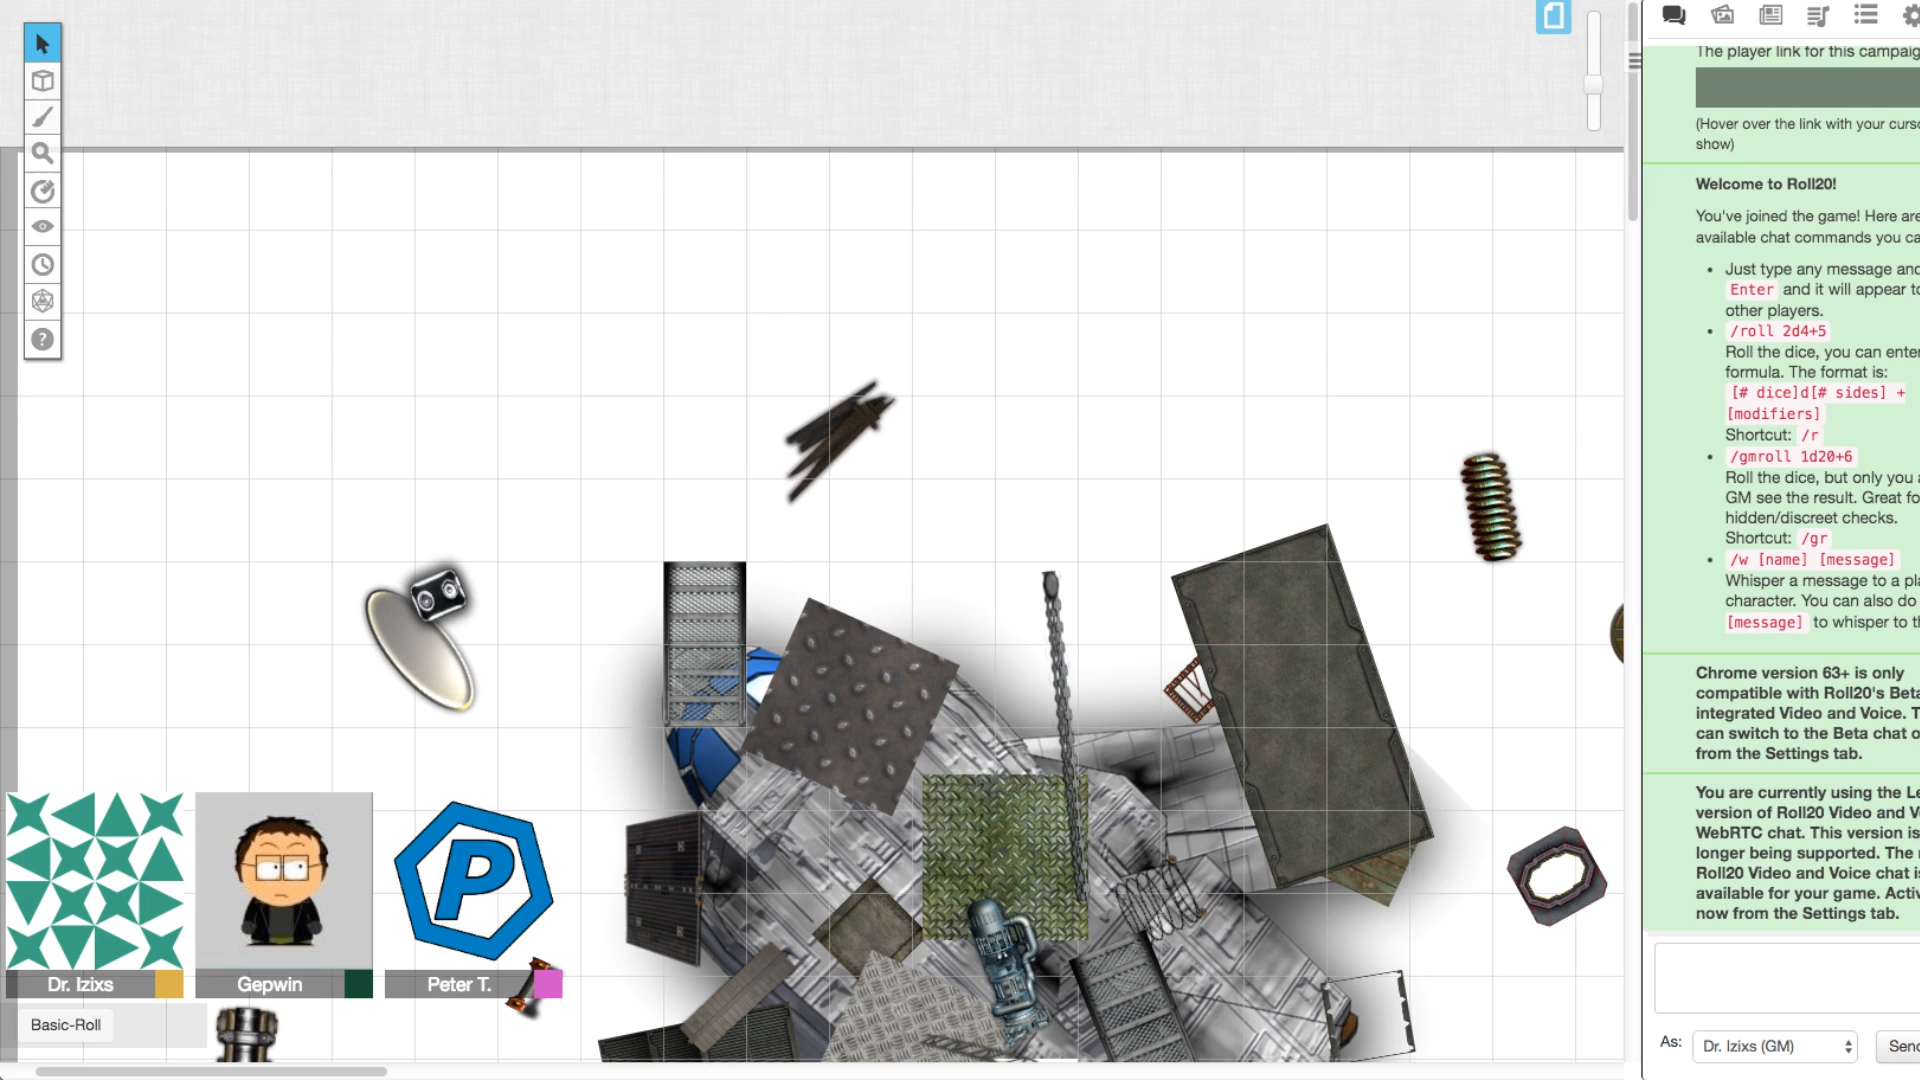 The player link for this campaig
(Hover over the link with your curs
show)
Welcome to Roll20!
You've joined the game! Here are
available chat commands you ca
• Just type any message and
Enter and it will appear to
other players.
• /roll 2d4+5
Roll the dice, you can enter
formula. The format is:
[# dice]d[# sides] +
[modifiers]
Shortcut: /r
• /gmroll 1d20+6
Roll the dice, but only you a
GM see the result. Great fo
hidden/discreet checks.
Shortcut: /gr
• /w [name] [message]
Whisper a message to a pla
character. You can also do
[message] to whisper to th
Chrome version 63+ is only
compatible with Roll20's Beta
integrated Video and Voice. T
can switch to the Beta chat o
from the Settings tab.
You are currently using the Le
version of Roll20 Video and V
WebRTC chat. This version is
longer being supported. The
Roll20 Video and Voice chat is
available for your game. Activ
now from the Settings tab.
P
Dr. Izixs
Gepwin
Peter T.
Basic-Roll
As:
Dr. Izixs (GM)
Send